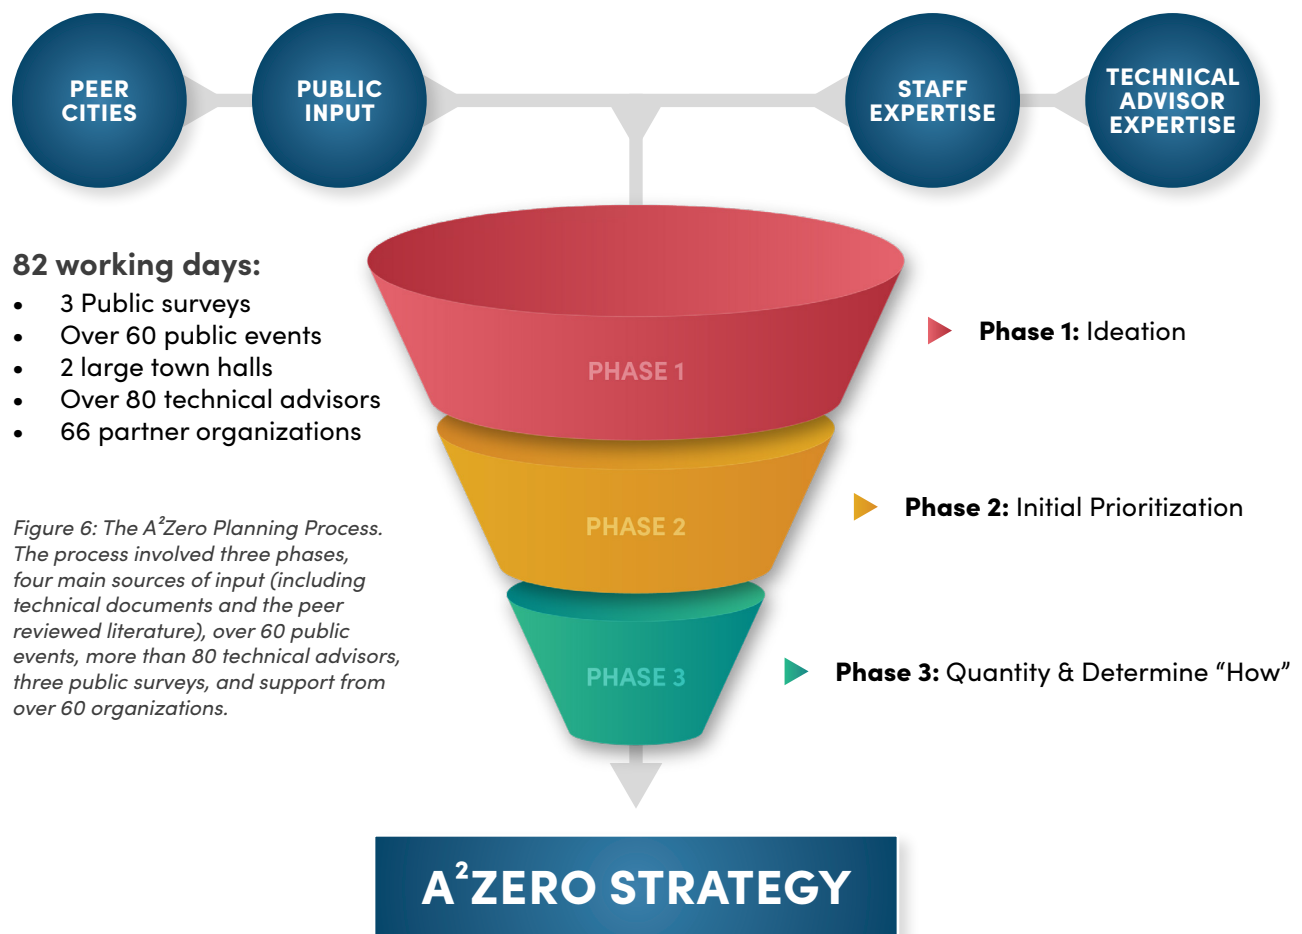 PEER
CITIES
PUBLIC
INPUT
STAFF
EXPERTISE
TECHNICAL
ADVISOR
EXPERTISE
82 working days:
• 3 Public surveys
• Over 60 public events
• 2 large town halls
• Over 80 technical advisors
• 66 partner organizations
Figure 6: The A²Zero Planning Process.
The process involved three phases,
four main sources of input (including
technical documents and the peer
reviewed literature), over 60 public
events, more than 80 technical advisors,
three public surveys, and support from
over 60 organizations.
PHASE 1
Phase 1: Ideation
PHASE 2
Phase 2: Initial Prioritization
PHASE 3
Phase 3: Quantity & Determine “How”
A²ZERO STRATEGY